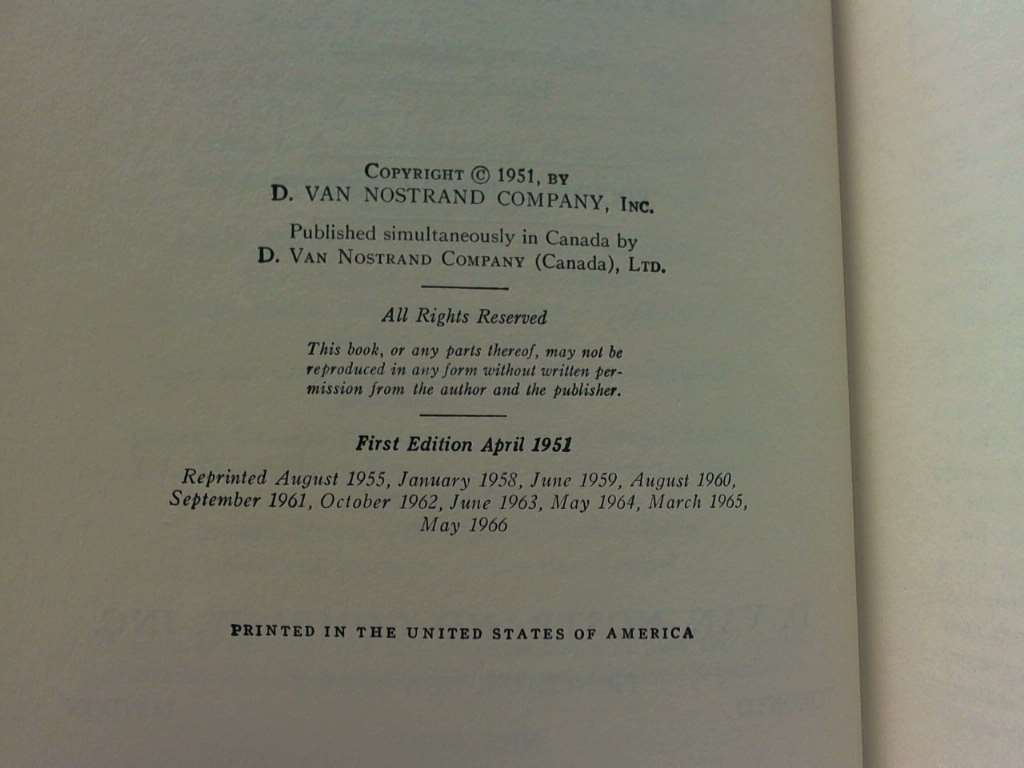 COPYRIGHT © 1951, BY
D. VAN NOSTRAND COMPANY, INC.
Published simultaneously in Canada by
D. VAN NOSTRAND COMPANY (Canada), LTD.
All Rights Reserved
This book, or any parts thereof, may not be
reproduced in any form without written per-
mission from the author and the publisher.
First Edition April 1951
Reprinted August 1955, January 1958, June 1959, August 1960,
September 1961, October 1962, June 1963, May 1964, March 1965,
May 1966
PRINTED IN THE UNITED STATES OF AMERICA